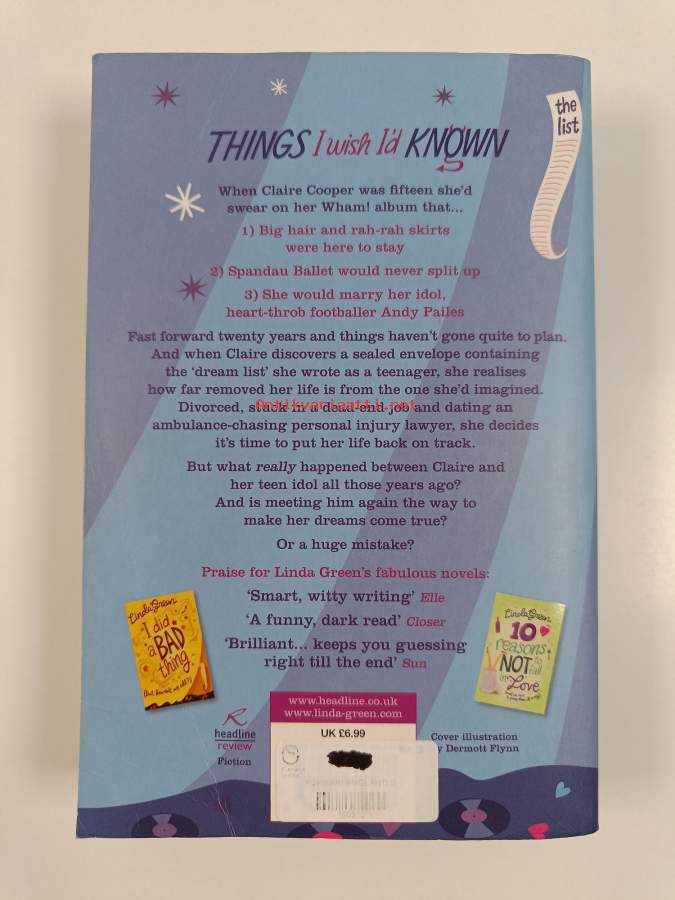 the
list
THINGS I wish I'd KNOWN
When Claire Cooper was fifteen she'd
swear on her Wham! album that...
1) Big hair and rah-rah skirts
were here to stay
2) Spandau Ballet would never split up
3) She would marry her idol,
heart-throb footballer Andy Pailes
Fast forward twenty years and things haven't gone quite to plan.
And when Claire discovers a sealed envelope containing
the 'dream list' she wrote as a teenager, she realises
how far removed her life is from the one she'd imagined.
Divorced, stuck in a dead-end job and dating an
Antikvariaatti.net
ambulance-chasing personal injury lawyer, she decides
it's time to put her life back on track.
But what really happened between Claire and
her teen idol all those years ago?
And is meeting him again the way to
make her dreams come true?
Or a huge mistake?
Praise for Linda Green's fabulous novels:
'Smart, witty writing' Elle
'A funny, dark read' Closer
'Brilliant... keeps you guessing
right till the end' Sun
Linda Green
I did
a BAD
thing
Linda Green
10
reasons
NOT to
fall
in
Love
www.headline.co.uk
www.linda-green.com
UK £6.99
headline
review
Fiction
Cover illustration
by Dermott Flynn